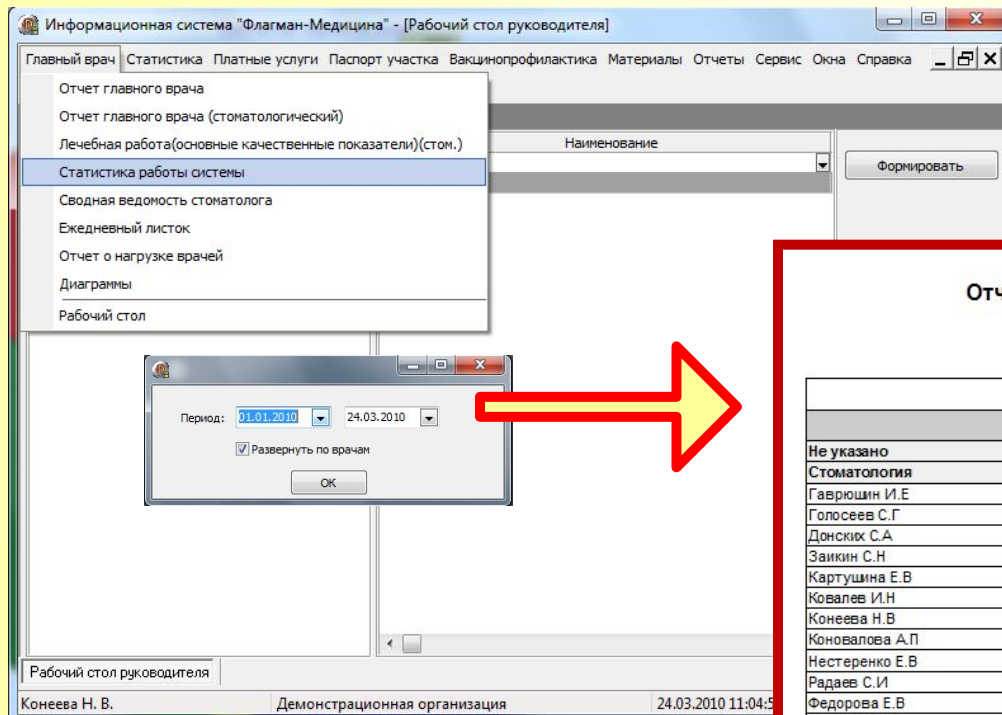 Информационная система "Флагман-Медицина" - [Рабочий стол руководителя]
Главный врач Статистика Платные услуги Паспорт участка Вакцинопрофилактика Материалы Отчеты Сервис Окна Справка
Отчет главного врача
Отчет главного врача (стоматологический)
Лечебная работа(основные качественные показатели)(стом.)
Статистика работы системы
Сводная ведомость стоматолога
Ежедневный листок
Отчет о нагрузке врачей
Диаграммы
Рабочий стол
Наименование
Формировать
Период: 01.01.2010 24.03.2010
Развернуть по врачам
ОК
Отч
Не указано
Стоматология
Гаврюшин И.Е
Голосеев С.Г
Донских С.А
Заикин С.Н
Картушина Е.В
Ковалев И.Н
Конеева Н.В
Коновалова А.П
Нестеренко Е.В
Радаев С.И
Федорова Е.В
Рабочий стол руководителя
Конеева Н. В. Демонстрационная организация 24.03.2010 11:04:5